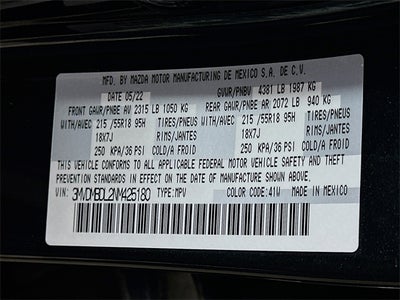 MFD. BY MAZDA MOTOR MANUFACTURING DE MEXICO S.A. DE C.V.
DATE 05/22 GVWR/PNBV 4381 LB 1987 KG
FRONT GAWR/PNBE AV 2315 LB 1050 KG REAR GAWR/PNBE AR 2072 LB 940 KG
WITH/AVEC 215 /55R18 95H TIRES/PNEUS WITH/AVEC 215 /55R18 95H TIRES/PNEUS
18X7J RIMS/JANTES 18X7J RIMS/JANTES
250 KPA/36 PSI COLD/A FROID 250 KPA/36 PSI COLD/A FROID
THIS VEHICLE CONFORMS TO ALL APPLICABLE FEDERAL MOTOR VEHICLE SAFETY AND THEFT
PREVENTION STANDARDS IN EFFECT ON THE DATE OF MANUFACTURE SHOWN ABOVE.
VIN: 3MVDMBDL2NM425180 TYPE:MPV COLOR CODE:41W MADE IN MEXICO